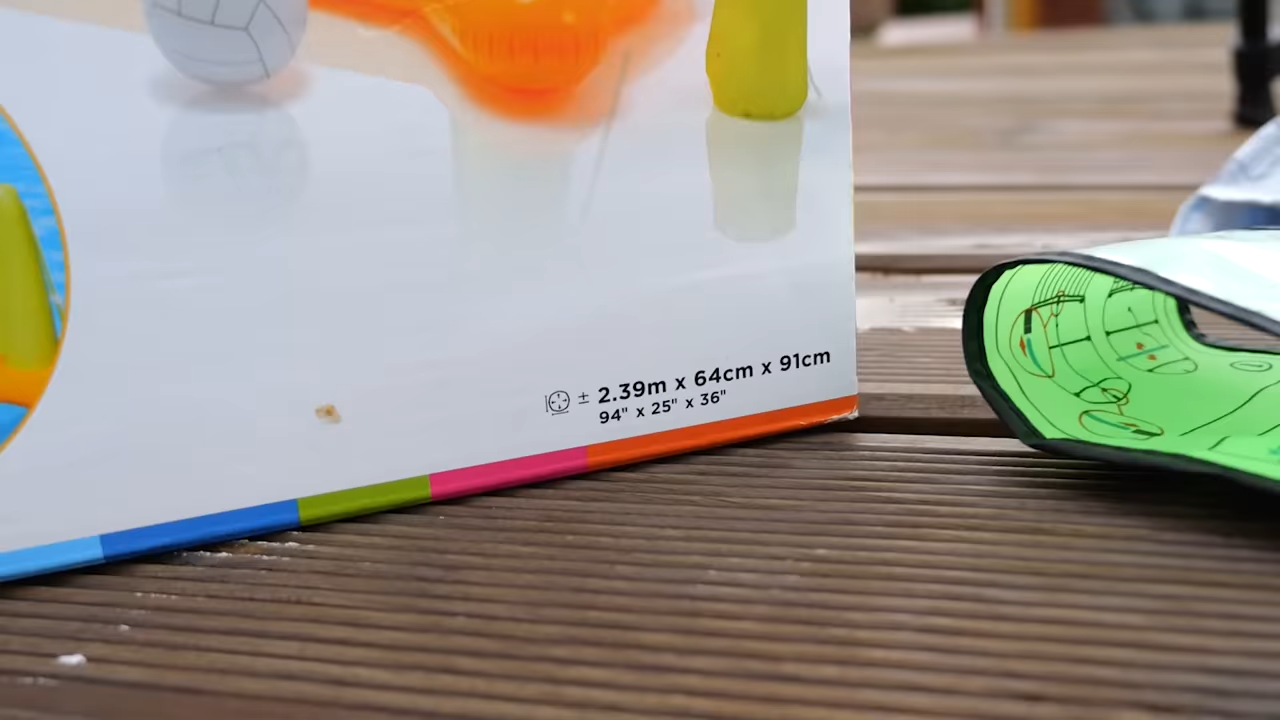 ± 2.39m x 64cm x 91cm
94" x 25" x 36"